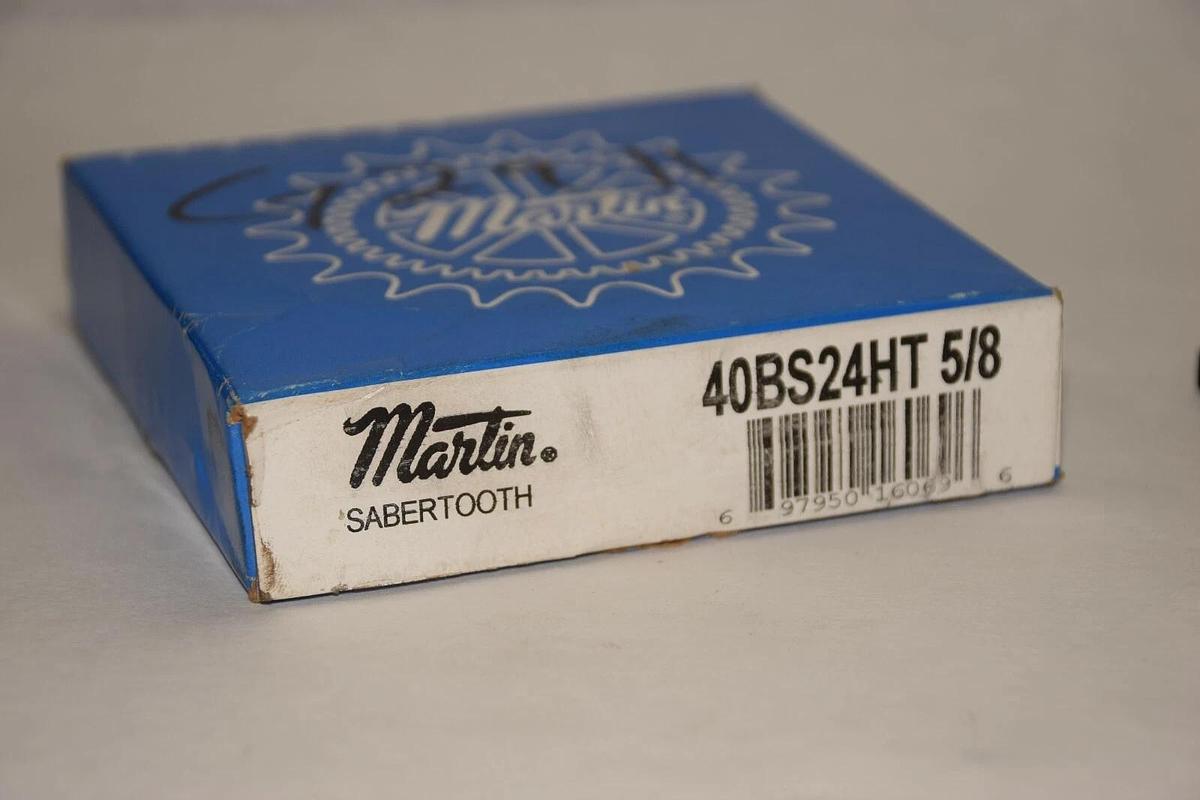 Martin
Martin®
SABERTOOTH
40BS24HT 5/8
6 97950 16069 6